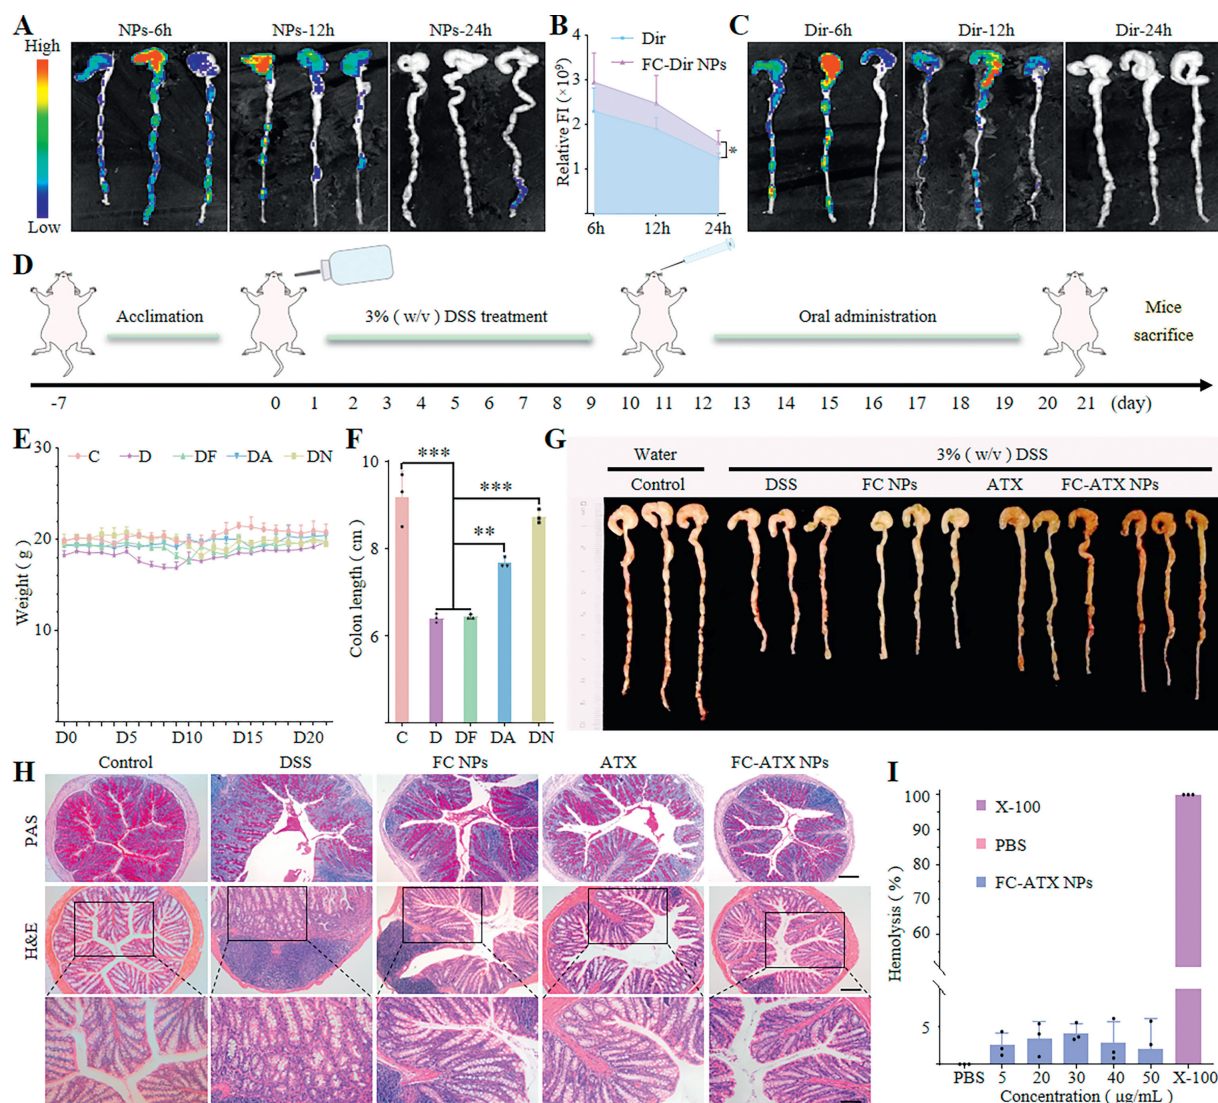 A
NPs-6h NPs-12h NPs-24h
High
Low
B
Relative FI (×10⁹)
4
3
2
1
Dir
FC-Dir NPs
*
6h 12h 24h
C
Dir-6h Dir-12h Dir-24h
D
Acclimation 3% ( w/v ) DSS treatment Oral administration Mice
sacrifice
-7 0 1 2 3 4 5 6 7 8 9 10 11 12 13 14 15 16 17 18 19 20 21 (day)
E
C D DF DA DN
Weight ( g )
30
20
10
D0 D5 D10 D15 D20
F
Colon length ( cm )
10
8
6
***
***
**
C D DF DA DN
G
Water 3% ( w/v ) DSS
Control DSS FC NPs ATX FC-ATX NPs
H
Control DSS FC NPs ATX FC-ATX NPs
PAS
H&E
I
Hemolysis ( % )
100
90
80
70
60
5
X-100
PBS
FC-ATX NPs
PBS 5 20 30 40 50 X-100
Concentration ( μg/mL )